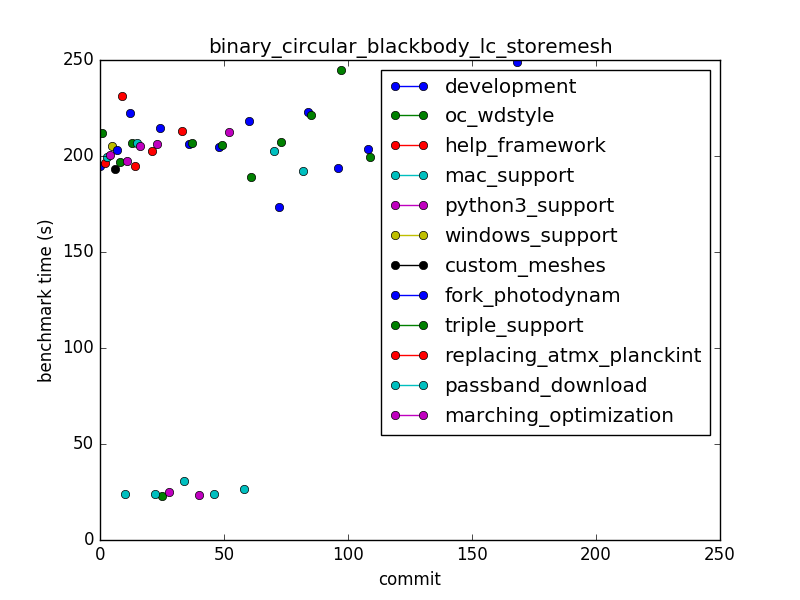 binary_circular_blackbody_lc_storemesh
250
200
150
100
50
0
benchmark time (s)
development
oc_wdstyle
help_framework
mac_support
python3_support
windows_support
custom_meshes
fork_photodynam
triple_support
replacing_atmx_planckint
passband_download
marching_optimization
0 50 100 150 200 250
commit